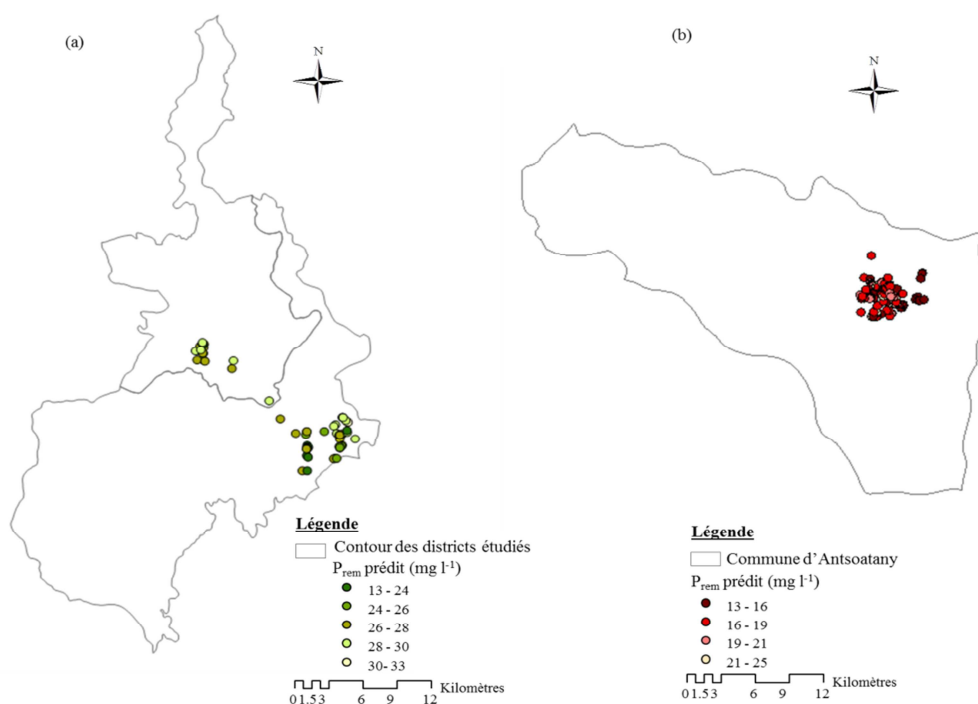 (a)
N
Légende
Contour des districts étudiés
Prem prédit (mg l-1)
13 - 24
24 - 26
26 - 28
28 - 30
30 - 33
Kilomètres
0 1.5 3 6 9 12
(b)
N
Légende
Commune d'Antsoatany
Prem prédit (mg l-1)
13 - 16
16 - 19
19 - 21
21 - 25
Kilomètres
0 1.5 3 6 9 12